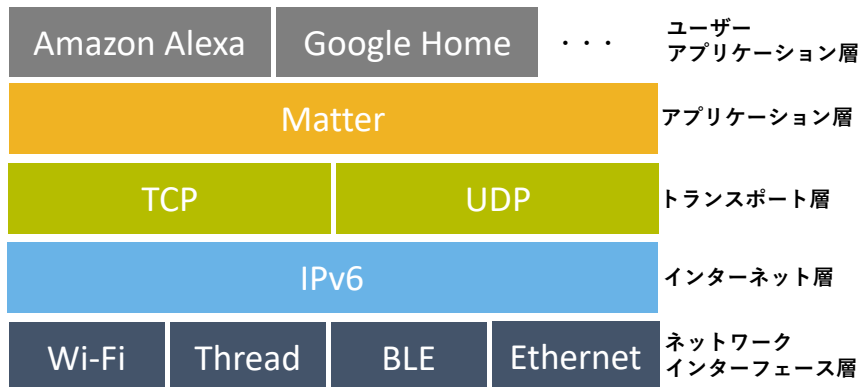 Amazon Alexa
Google Home
・・・
ユーザー
アプリケーション層
Matter
アプリケーション層
TCP
UDP
トランスポート層
IPv6
インターネット層
Wi-Fi
Thread
BLE
Ethernet
ネットワーク
インターフェース層